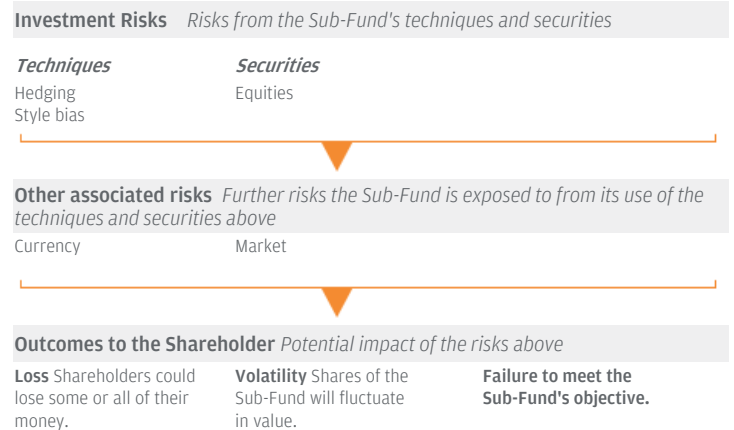 Investment Risks Risks from the Sub-Fund's techniques and securities
Techniques Securities
Hedging Equities
Style bias
Other associated risks Further risks the Sub-Fund is exposed to from its use of the
techniques and securities above
Currency Market
Outcomes to the Shareholder Potential impact of the risks above
Loss Shareholders could
lose some or all of their
money.
Volatility Shares of the
Sub-Fund will fluctuate
in value.
Failure to meet the
Sub-Fund's objective.